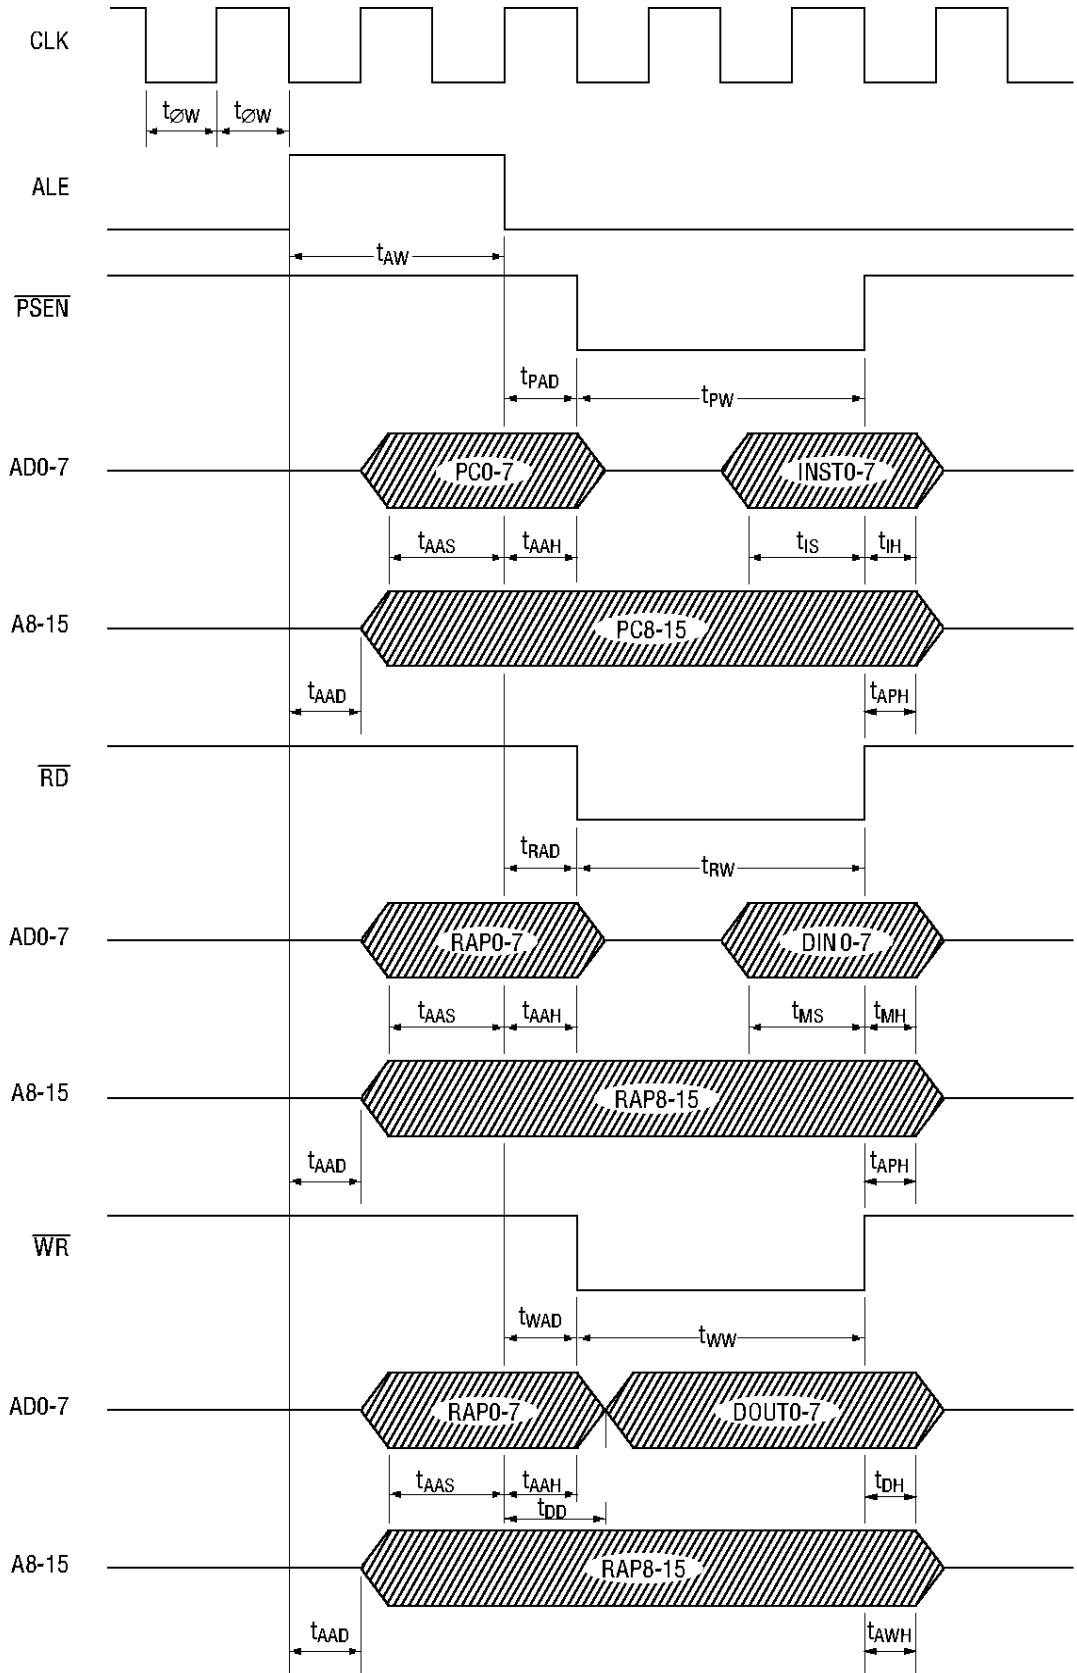 CLK
tøW tøW
ALE
tAW
PSEN
tPAD tPW
AD0-7 PC0-7 INST0-7
tAAS tAAH tIS tIH
A8-15 PC8-15
tAAD tAPH
RD
tRAD tRW
AD0-7 RAP0-7 DIN 0-7
tAAS tAAH tMS tMH
A8-15 RAP8-15
tAAD tAPH
WR
tWAD tWW
AD0-7 RAP0-7 DOUT0-7
tAAS tAAH tDH
tDD
A8-15 RAP8-15
tAAD tAWH